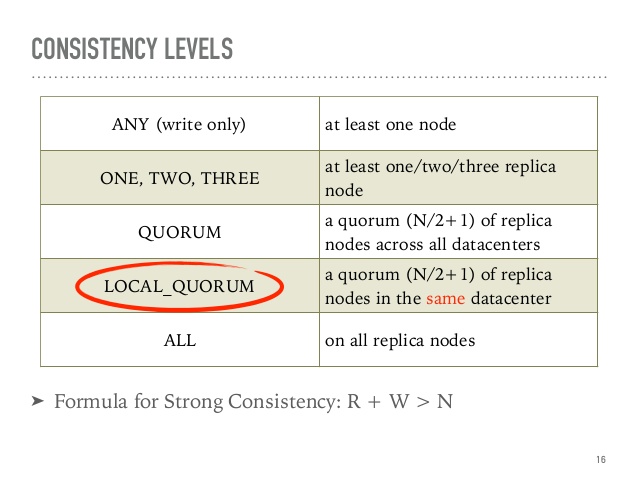 CONSISTENCY LEVELS
ANY (write only)
at least one node
ONE, TWO, THREE
at least one/two/three replica
node
QUORUM
a quorum (N/2+1) of replica
nodes across all datacenters
LOCAL_QUORUM
a quorum (N/2+1) of replica
nodes in the same datacenter
ALL
on all replica nodes
➤ Formula for Strong Consistency: R + W > N
16